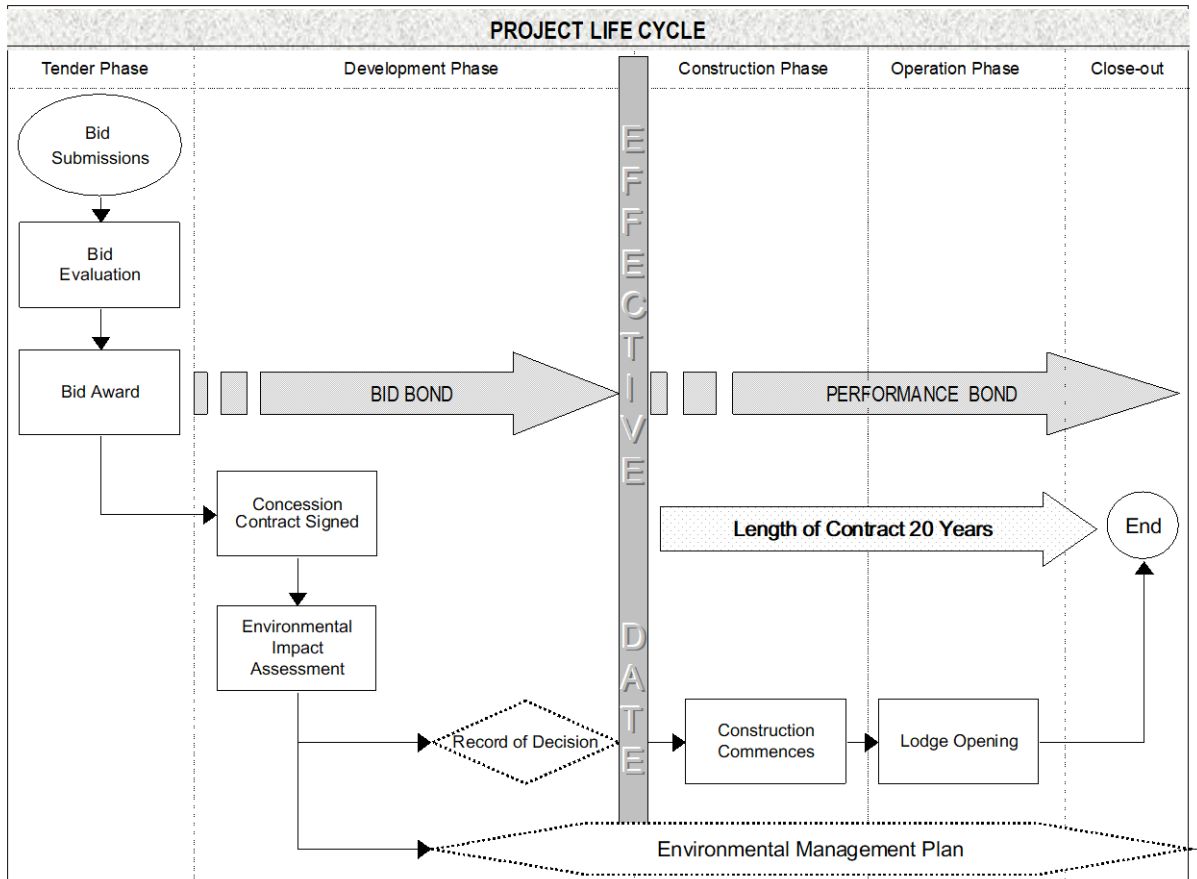 PROJECT LIFE CYCLE
Tender Phase
Development Phase
Construction Phase
Operation Phase
Close-out
Bid
Submissions
Bid
Evaluation
Bid Award
BID BOND
EFFECTIVE DATE
PERFORMANCE BOND
Concession
Contract Signed
Length of Contract 20 Years
End
Environmental
Impact
Assessment
Record of Decision
Construction
Commences
Lodge Opening
Environmental Management Plan